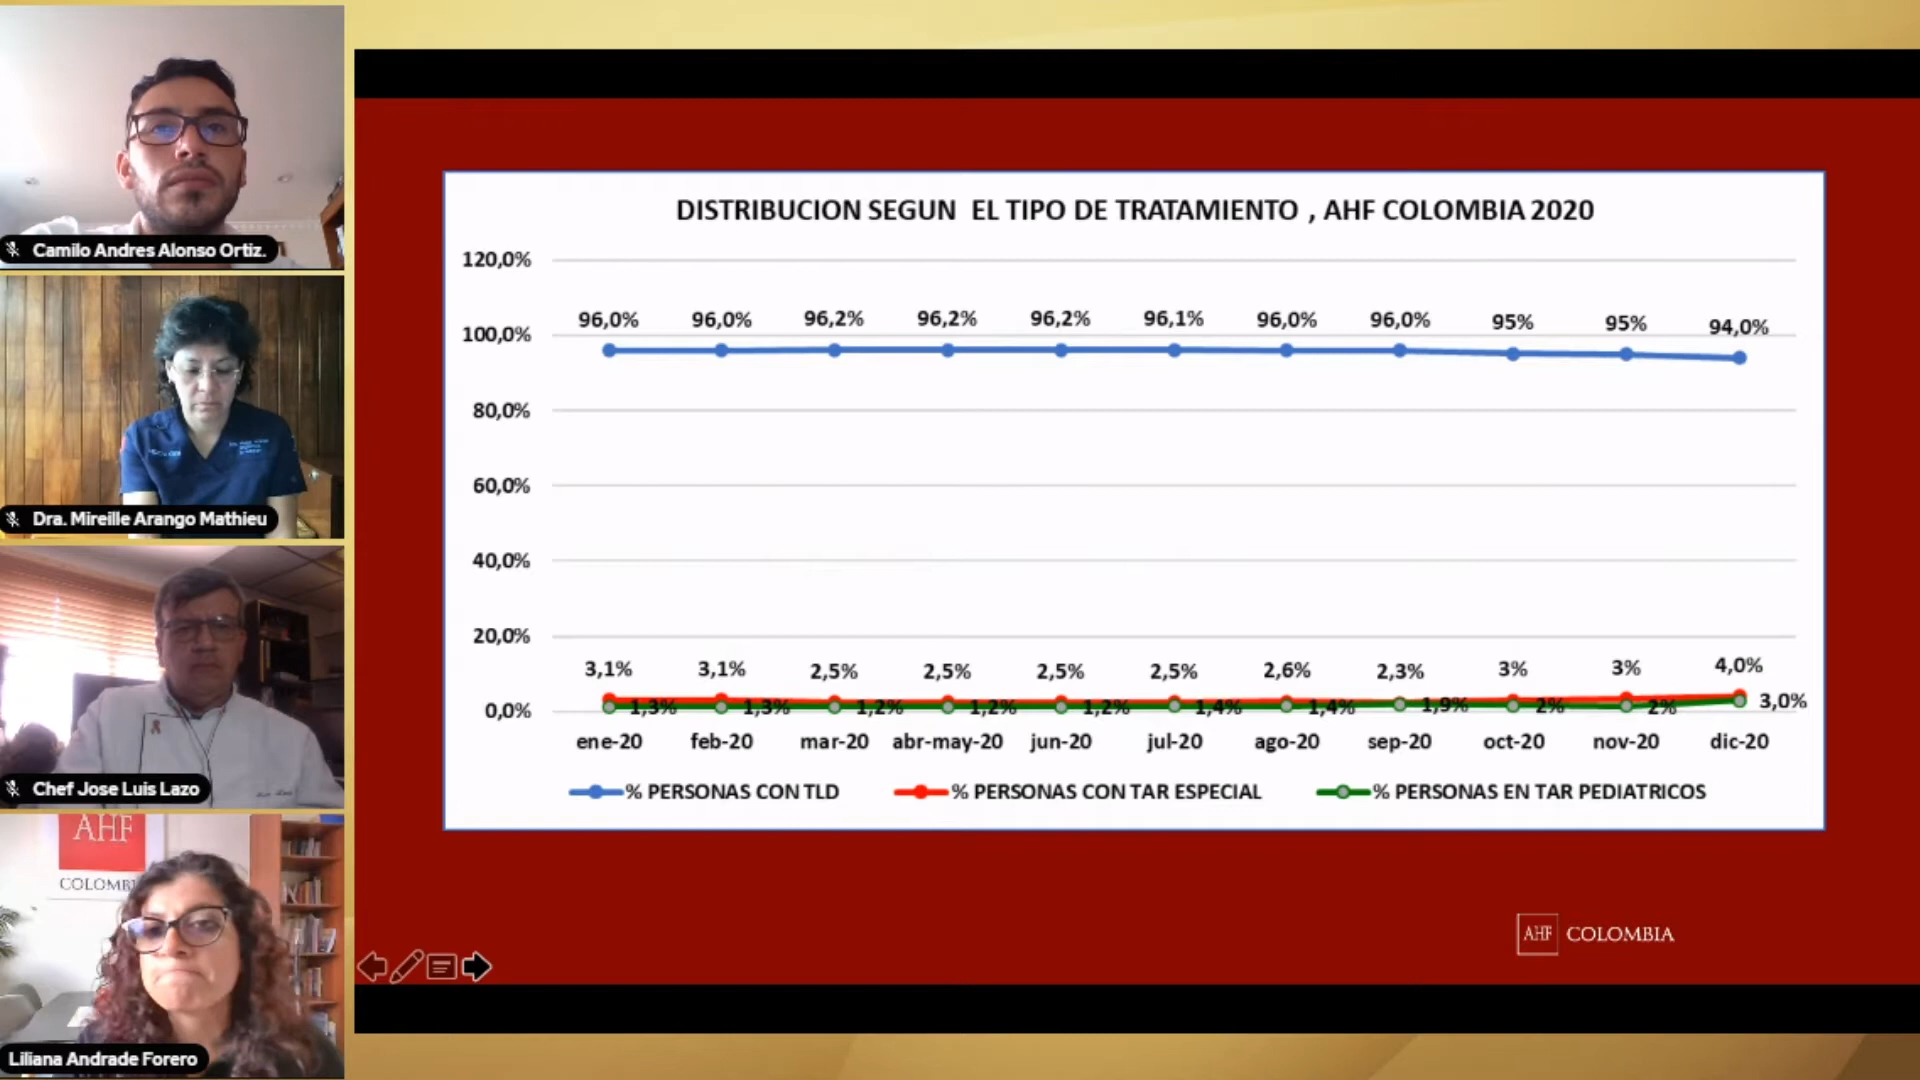 Camilo Andres Alonso Ortiz.
Dra. Mireille Arango Mathieu
Chef Jose Luis Lazo
AHF
COLOMBI
Liliana Andrade Forero
DISTRIBUCION SEGUN EL TIPO DE TRATAMIENTO , AHF COLOMBIA 2020
120,0%
100,0%
80,0%
60,0%
40,0%
20,0%
0,0%
96,0% 96,0% 96,2% 96,2% 96,2% 96,1% 96,0% 96,0% 95% 95% 94,0%
3,1% 3,1% 2,5% 2,5% 2,5% 2,5% 2,6% 2,3% 3% 3% 4,0%
1,3% 1,3% 1,2% 1,2% 1,2% 1,4% 1,4% 1,9% 2% 2% 3,0%
ene-20 feb-20 mar-20 abr-may-20 jun-20 jul-20 ago-20 sep-20 oct-20 nov-20 dic-20
% PERSONAS CON TLD % PERSONAS CON TAR ESPECIAL % PERSONAS EN TAR PEDIATRICOS
AHF COLOMBIA